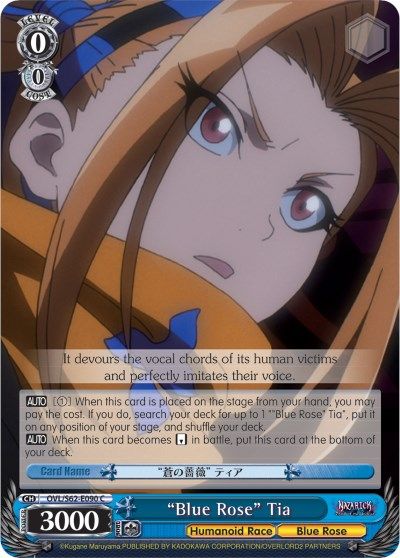 LEVEL
0
0
COST
It devours the vocal chords of its human victims
and perfectly imitates their voice.
AUTO [①] When this card is placed on the stage from your hand, you may
pay the cost. If you do, search your deck for up to 1 ""Blue Rose" Tia", put it
on any position of your stage, and shuffle your deck.
AUTO When this card becomes in battle, put this card at the bottom of
your deck.
Card Name
“蒼の薔薇” ティア
CH OVL/S62-E090 C
POWER
3000
“Blue Rose” Tia
NAZARICK
Humanoid Race
Blue Rose
©Kugane Maruyama,PUBLISHED BY KADOKAWA CORPORATION/OVERLORD2 PARTNERS